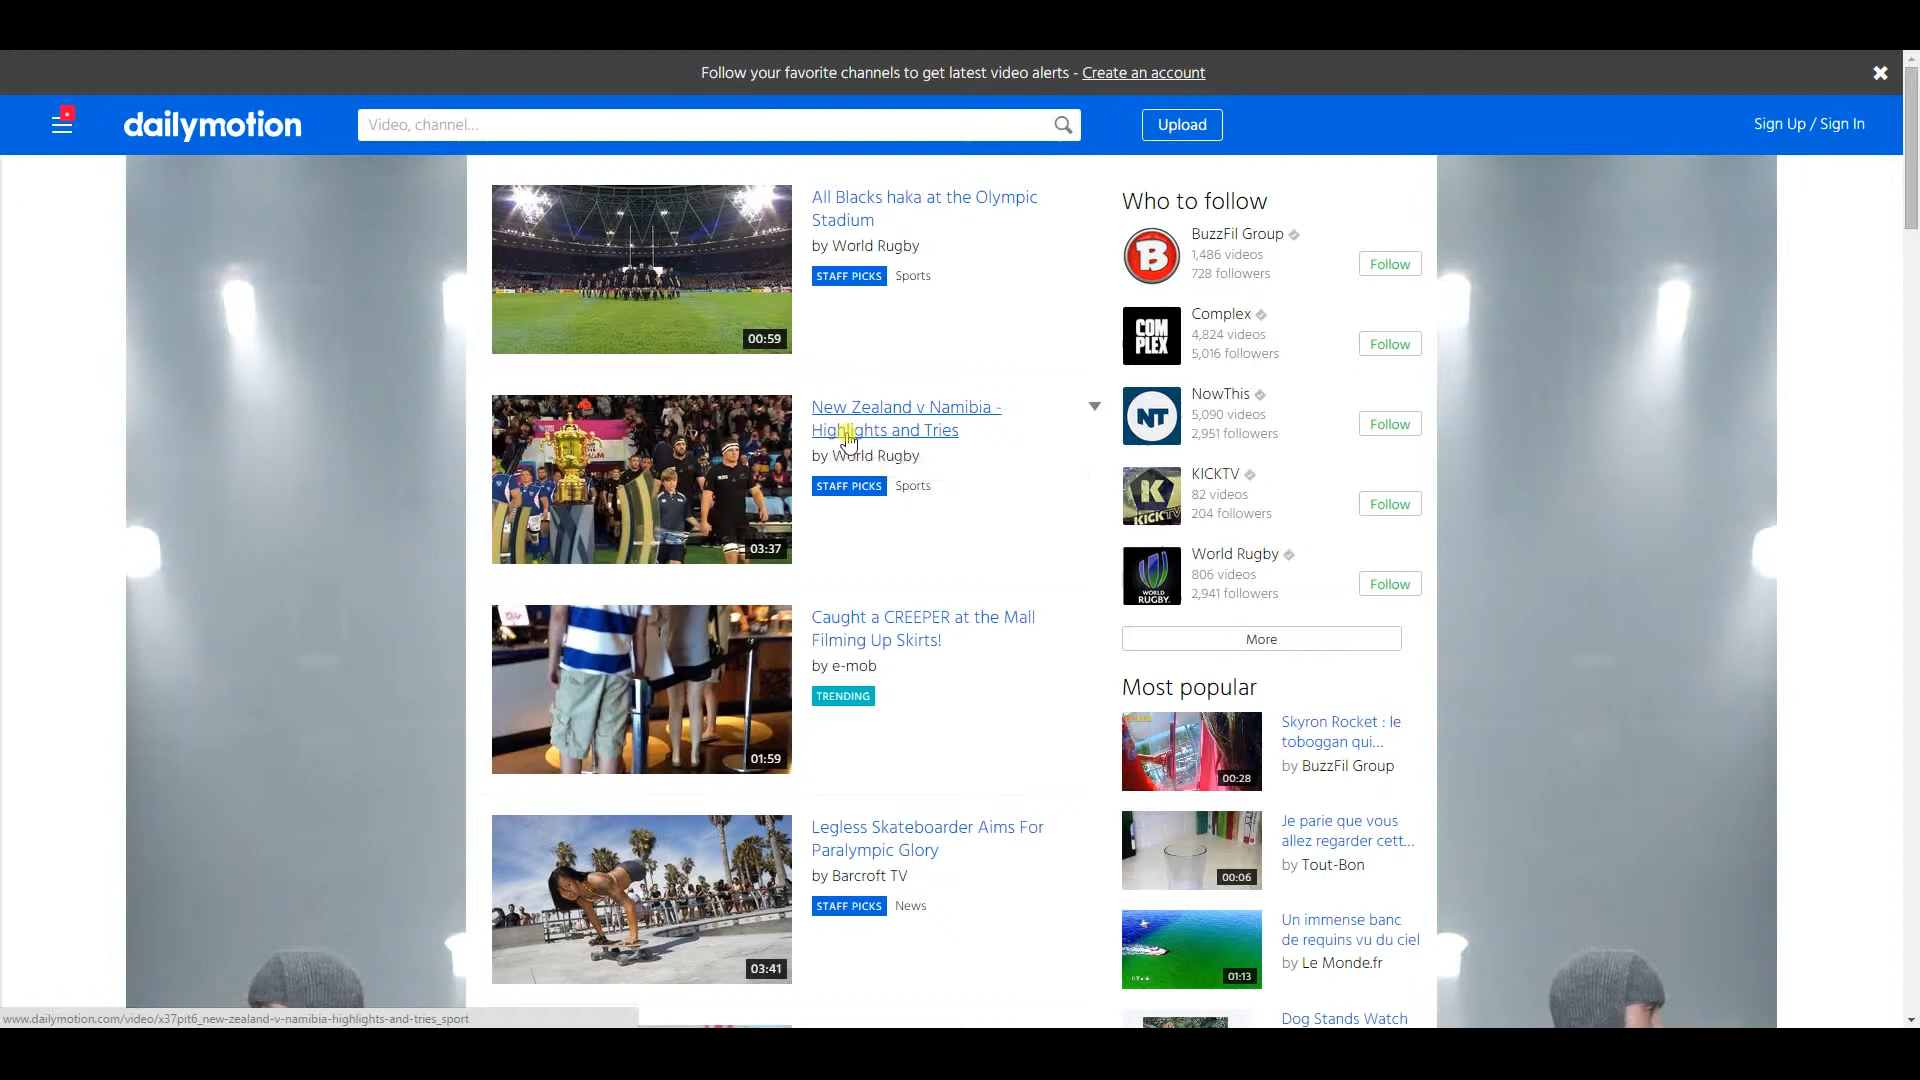 Follow your favorite channels to get latest video alerts - Create an account
dailymotion
Video, channel...
Upload
Sign Up / Sign In
All Blacks haka at the Olympic
Stadium
by World Rugby
STAFF PICKS Sports
00:59
New Zealand v Namibia -
Highlights and Tries
by World Rugby
STAFF PICKS Sports
03:37
Caught a CREEPER at the Mall
Filming Up Skirts!
by e-mob
TRENDING
01:59
Legless Skateboarder Aims For
Paralympic Glory
by Barcroft TV
STAFF PICKS News
03:41
Who to follow
B
BuzzFil Group
1,486 videos
728 followers
Follow
COM
PLEX
Complex
4,824 videos
5,016 followers
Follow
NT
NowThis
5,090 videos
2,951 followers
Follow
K
KICKTV
KICKTV
82 videos
204 followers
Follow
WORLD
RUGBY
World Rugby
806 videos
2,941 followers
Follow
More
Most popular
Skyron Rocket : le
toboggan qui...
by BuzzFil Group
00:28
Je parie que vous
allez regarder cett...
by Tout-Bon
00:06
Un immense banc
de requins vu du ciel
by Le Monde.fr
01:13
Dog Stands Watch
www.dailymotion.com/video/x37pit6_new-zealand-v-namibia-highlights-and-tries_sport